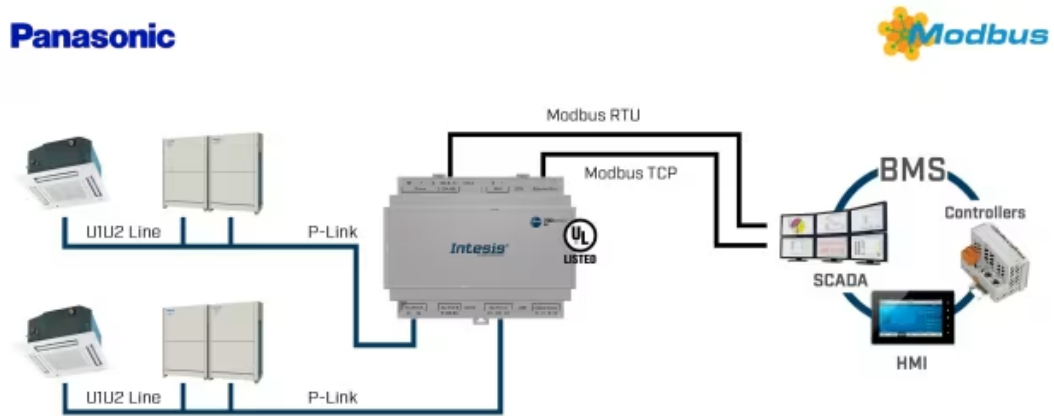 Panasonic
Modbus
Modbus RTU
Modbus TCP
BMS
Controllers
U1U2 Line
P-Link
Intesis
UL
LISTED
SCADA
HMI
U1U2 Line
P-Link